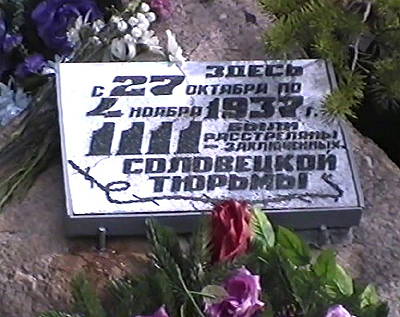 ЗДЕСЬ
С 27 ОКТЯБРЯ ПО
4 НОЯБРЯ 1937 Г.
1111 БЫЛИ
РАССТРЕЛЯНЫ
- ЗАКЛЮЧЕННЫХ.
СОЛОВЕЦКОЙ
ТЮРЬМЫ